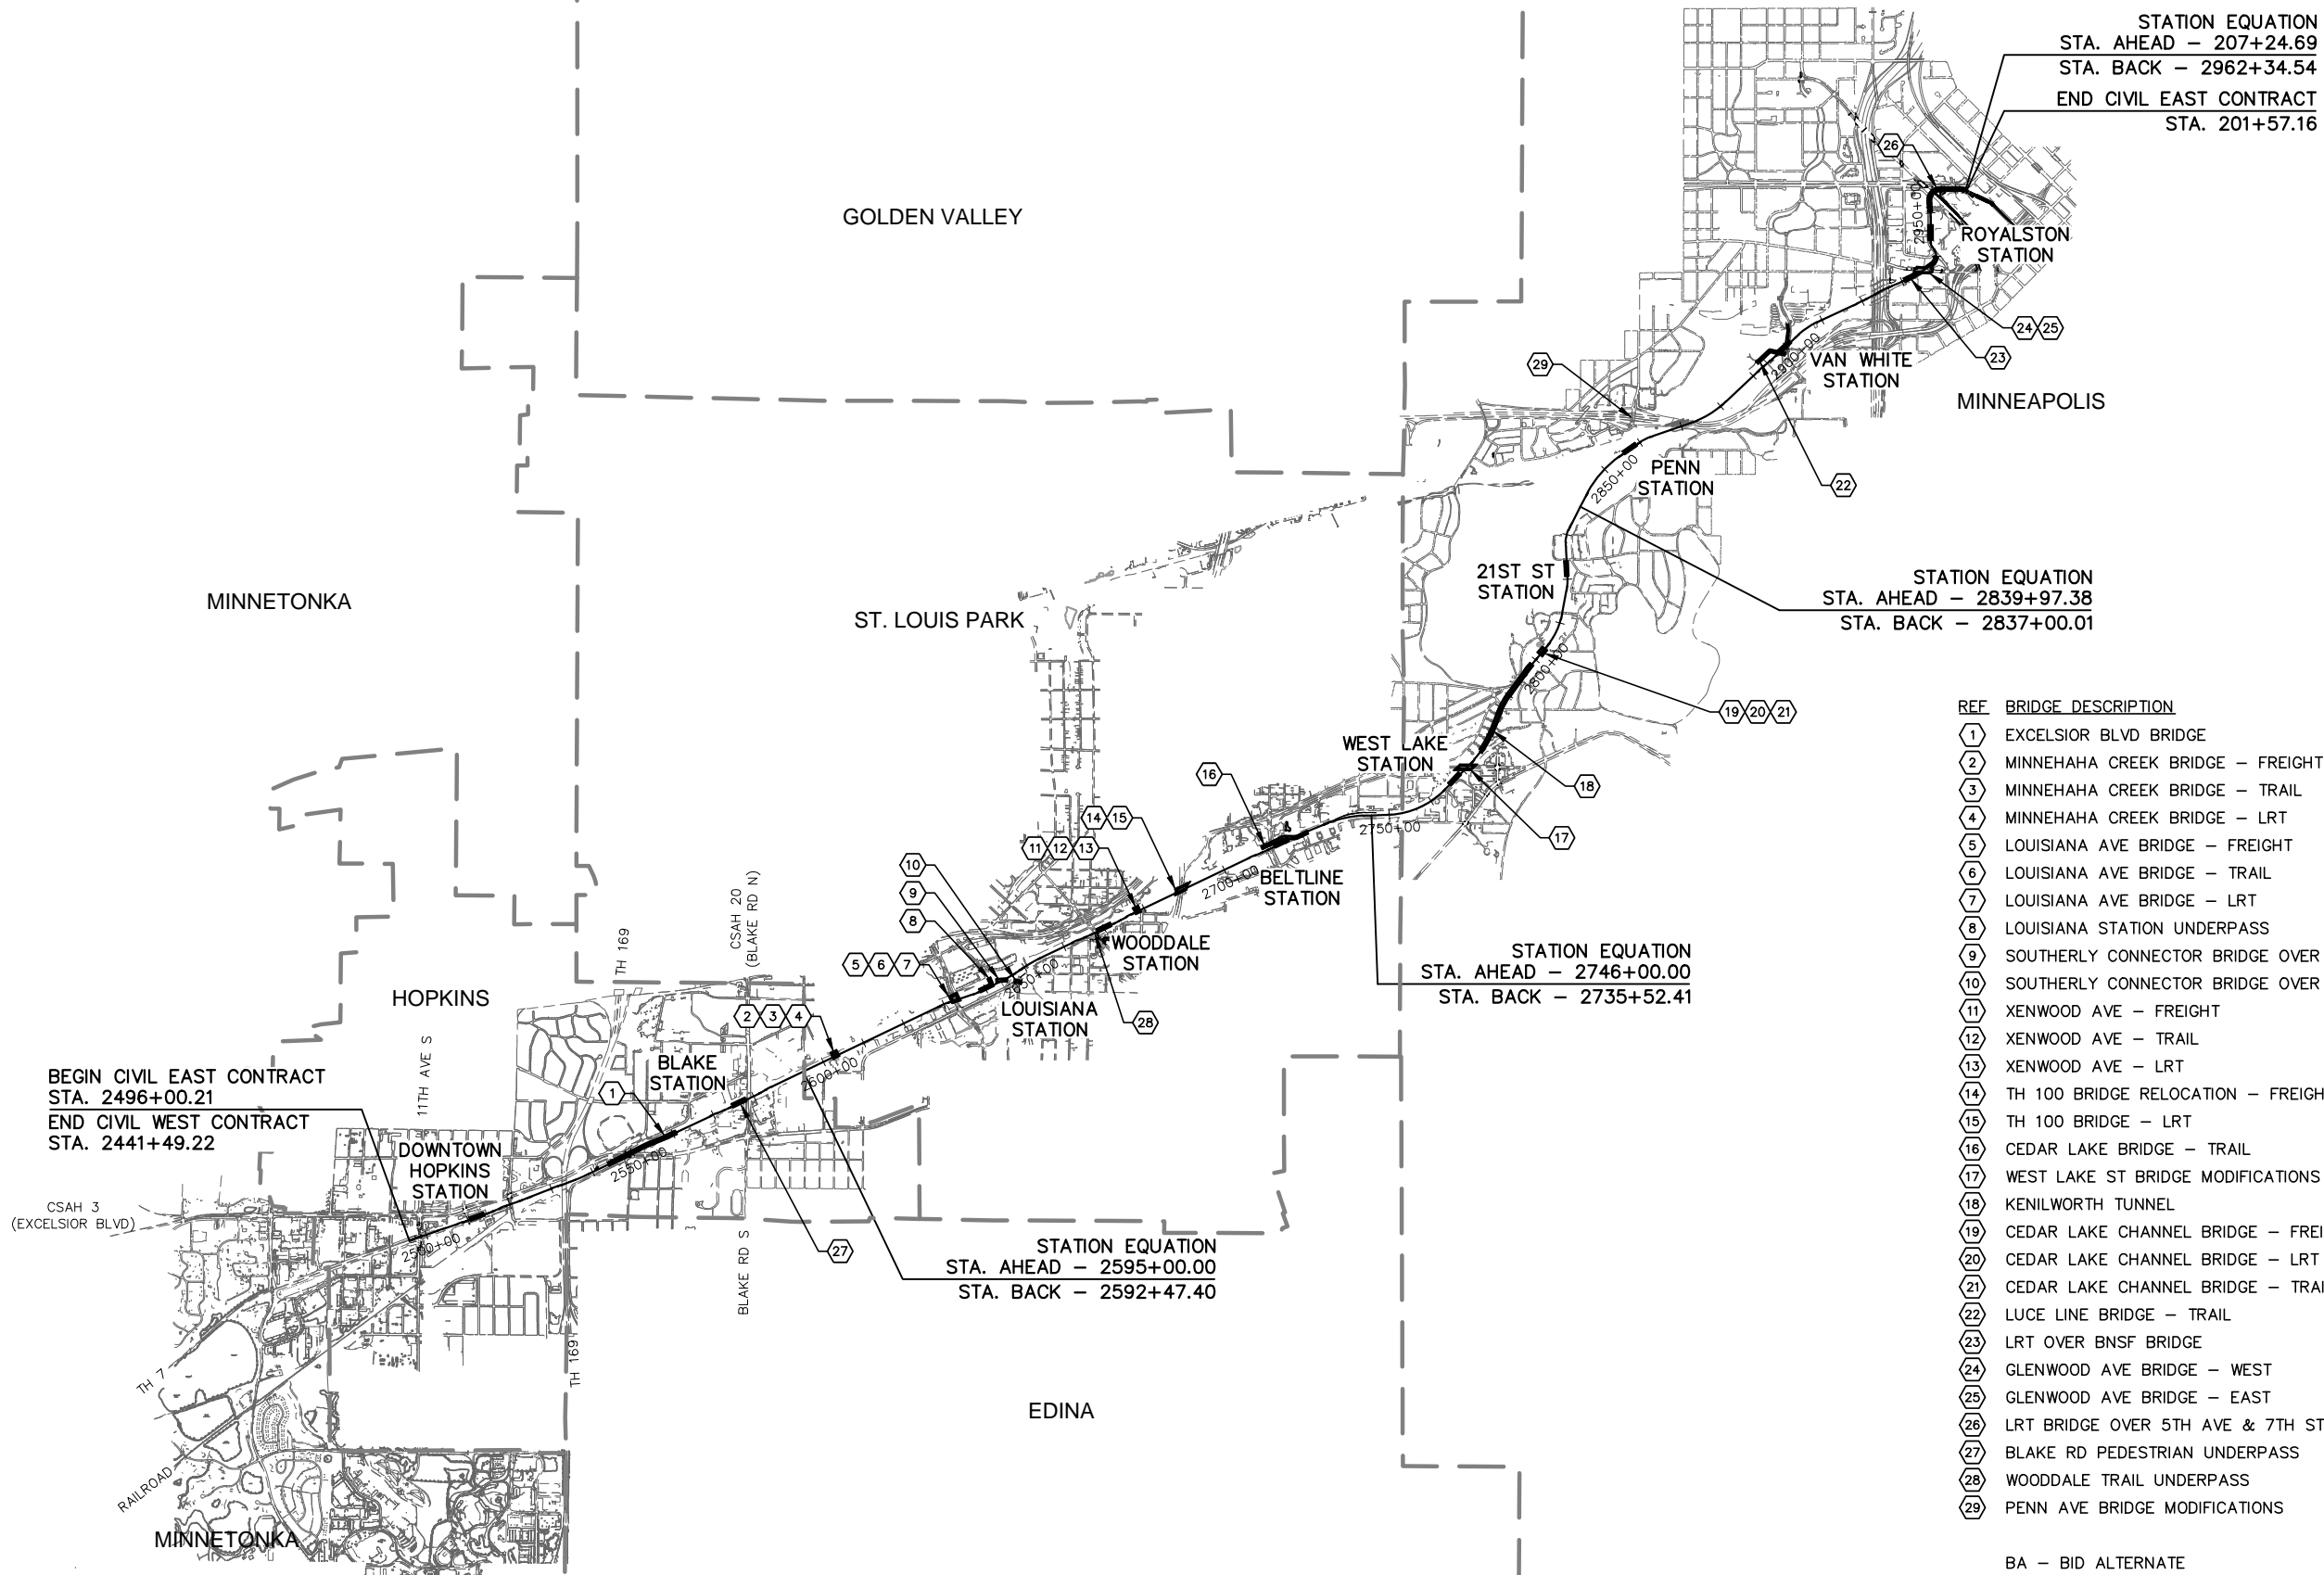 STATION EQUATION
STA. AHEAD – 207+24.69
STA. BACK – 2962+34.54
END CIVIL EAST CONTRACT
STA. 201+57.16
26
2950+00
ROYALSTON
STATION
GOLDEN VALLEY
24 25
23
29
2900+00
VAN WHITE
STATION
MINNEAPOLIS
PENN
STATION
2850+00
22
21ST ST
STATION
STATION EQUATION
STA. AHEAD – 2839+97.38
STA. BACK – 2837+00.01
MINNETONKA
ST. LOUIS PARK
2800+00
19 20 21
WEST LAKE
STATION
16
18
17
2750+00
14 15
11 12 13
10
9
8
2700+00
BELTLINE
STATION
WOODDALE
STATION
5 6 7
2650+00
LOUISIANA
STATION
28
STATION EQUATION
STA. AHEAD – 2746+00.00
STA. BACK – 2735+52.41
HOPKINS
TH 169
CSAH 20
(BLAKE RD N)
2 3 4
BLAKE
STATION
1
2600+00
11TH AVE S
BEGIN CIVIL EAST CONTRACT
STA. 2496+00.21
END CIVIL WEST CONTRACT
STA. 2441+49.22
DOWNTOWN
HOPKINS
STATION
2550+00
2500+00
CSAH 3
(EXCELSIOR BLVD)
27
BLAKE RD S
STATION EQUATION
STA. AHEAD – 2595+00.00
STA. BACK – 2592+47.40
TH 169
TH 7
RAILROAD
EDINA
MINNETONKA
REF BRIDGE DESCRIPTION
1 EXCELSIOR BLVD BRIDGE
2 MINNEHAHA CREEK BRIDGE – FREIGHT
3 MINNEHAHA CREEK BRIDGE – TRAIL
4 MINNEHAHA CREEK BRIDGE – LRT
5 LOUISIANA AVE BRIDGE – FREIGHT
6 LOUISIANA AVE BRIDGE – TRAIL
7 LOUISIANA AVE BRIDGE – LRT
8 LOUISIANA STATION UNDERPASS
9 SOUTHERLY CONNECTOR BRIDGE OVER
10 SOUTHERLY CONNECTOR BRIDGE OVER
11 XENWOOD AVE – FREIGHT
12 XENWOOD AVE – TRAIL
13 XENWOOD AVE – LRT
14 TH 100 BRIDGE RELOCATION – FREIGH
15 TH 100 BRIDGE – LRT
16 CEDAR LAKE BRIDGE – TRAIL
17 WEST LAKE ST BRIDGE MODIFICATIONS
18 KENILWORTH TUNNEL
19 CEDAR LAKE CHANNEL BRIDGE – FREI
20 CEDAR LAKE CHANNEL BRIDGE – LRT
21 CEDAR LAKE CHANNEL BRIDGE – TRAI
22 LUCE LINE BRIDGE – TRAIL
23 LRT OVER BNSF BRIDGE
24 GLENWOOD AVE BRIDGE – WEST
25 GLENWOOD AVE BRIDGE – EAST
26 LRT BRIDGE OVER 5TH AVE & 7TH ST
27 BLAKE RD PEDESTRIAN UNDERPASS
28 WOODDALE TRAIL UNDERPASS
29 PENN AVE BRIDGE MODIFICATIONS
BA – BID ALTERNATE